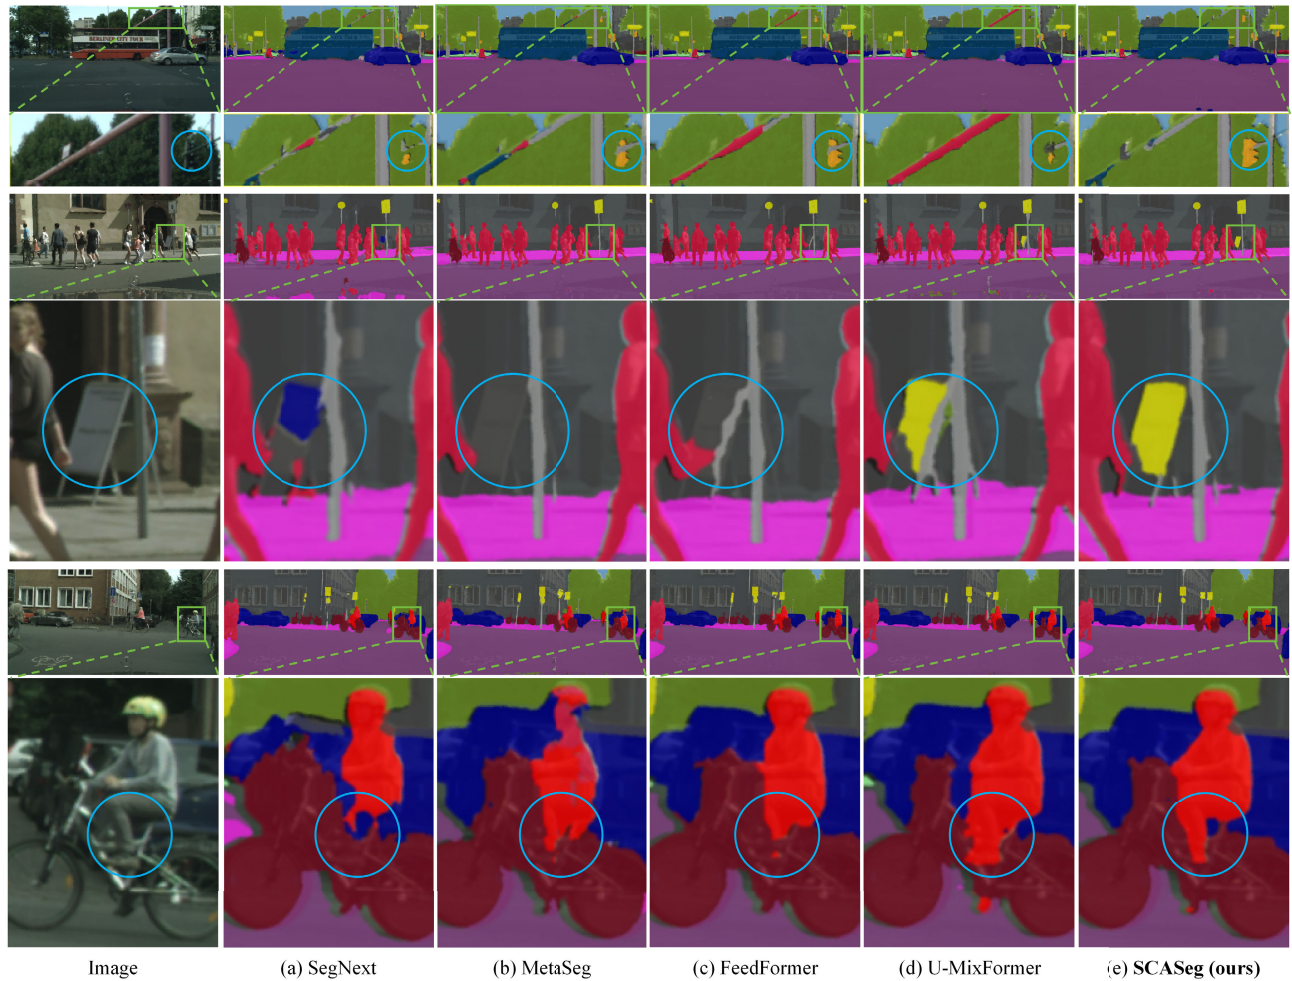 BERLINER CITY TOUR
Image
(a) SegNext
(b) MetaSeg
(c) FeedFormer
(d) U-MixFormer
(e) SCASeg (ours)